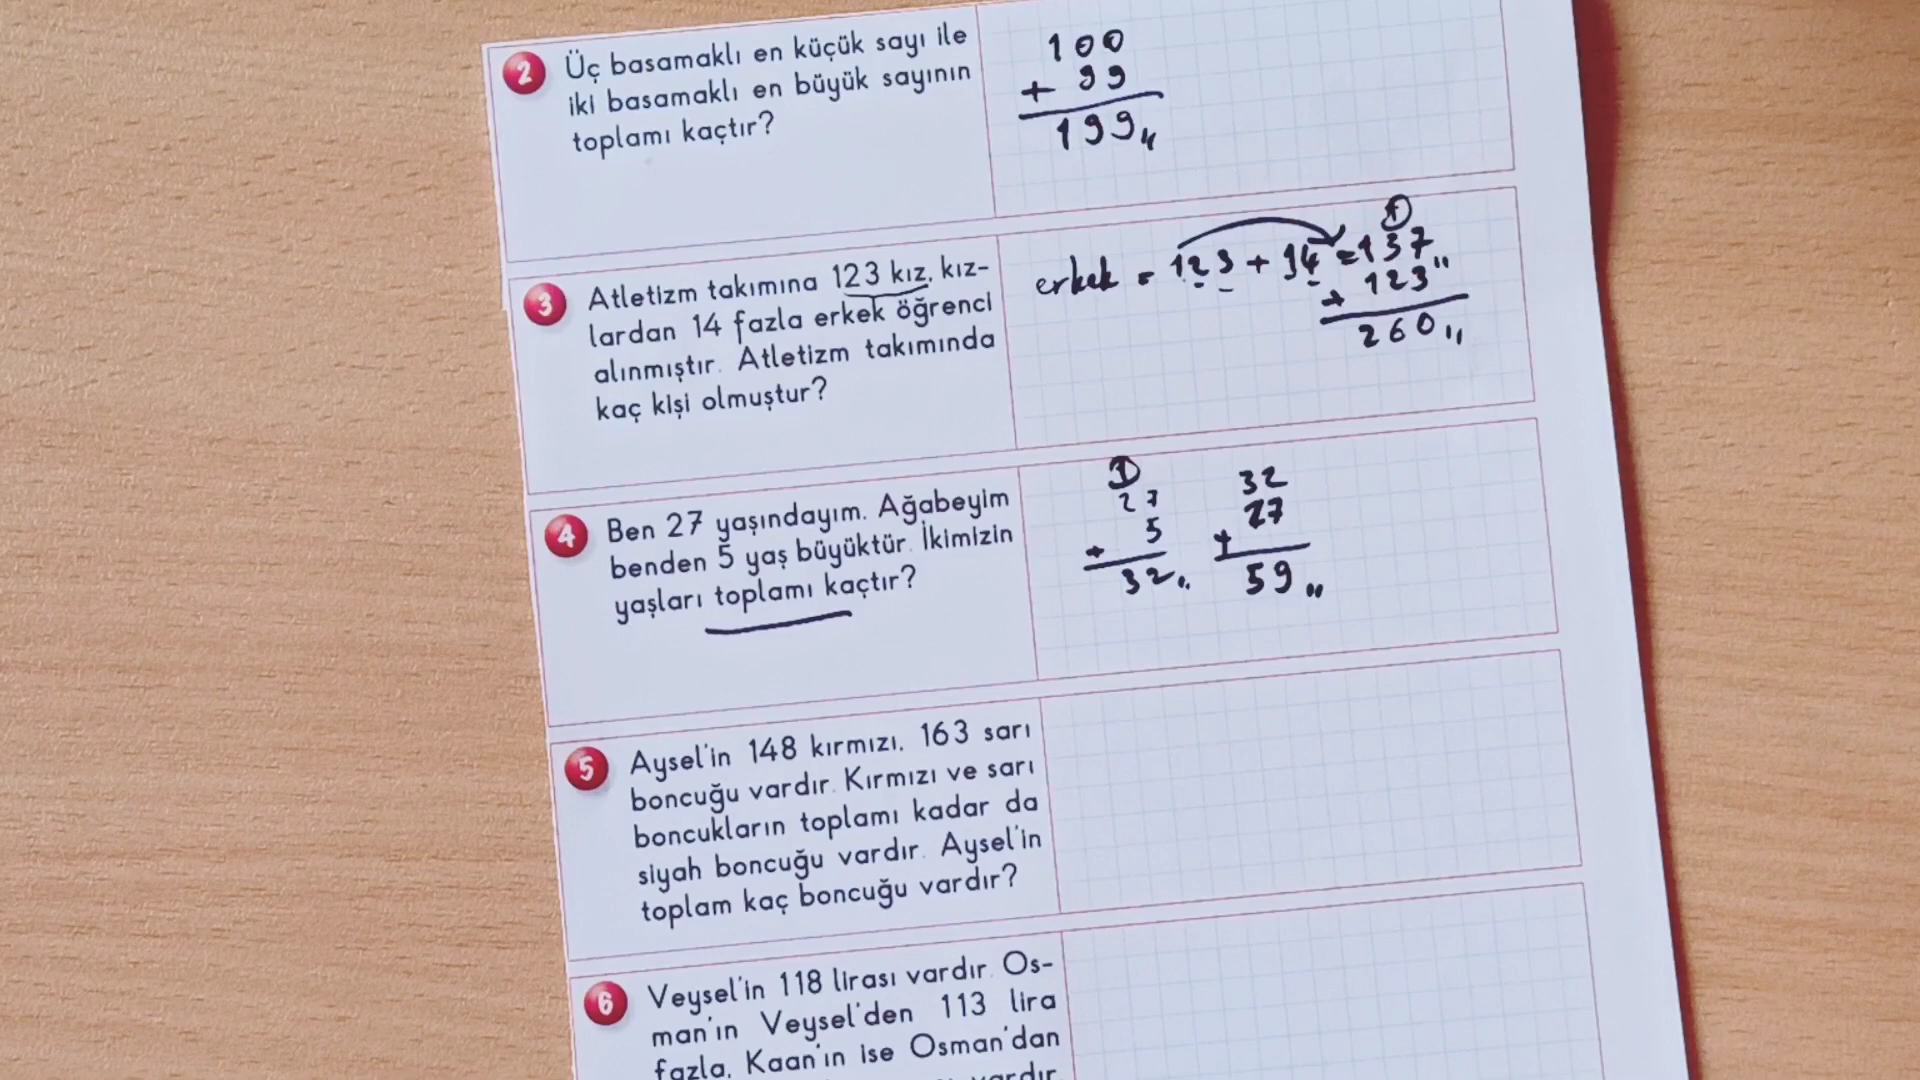 2 Üç basamaklı en küçük sayı ile
iki basamaklı en büyük sayının
toplamı kaçtır?
100
+ 99
199
3 Atletizm takımına 123 kız, kız-
lardan 14 fazla erkek öğrenci
alınmıştır. Atletizm takımında
kaç kişi olmuştur?
1
erkek = 123 + 14 = 137
+ 123
260
4 Ben 27 yaşındayım. Ağabeyim
benden 5 yaş büyüktür. İkimizin
yaşları toplamı kaçtır?
1
27
+ 5
32
32
+ 27
59
5 Aysel'in 148 kırmızı, 163 sarı
boncuğu vardır. Kırmızı ve sarı
boncukların toplamı kadar da
siyah boncuğu vardır. Aysel'in
toplam kaç boncuğu vardır?
6 Veysel'in 118 lirası vardır. Os-
man'ın Veysel'den 113 lira
fazla, Kaan'ın ise Osman'dan
vardır.